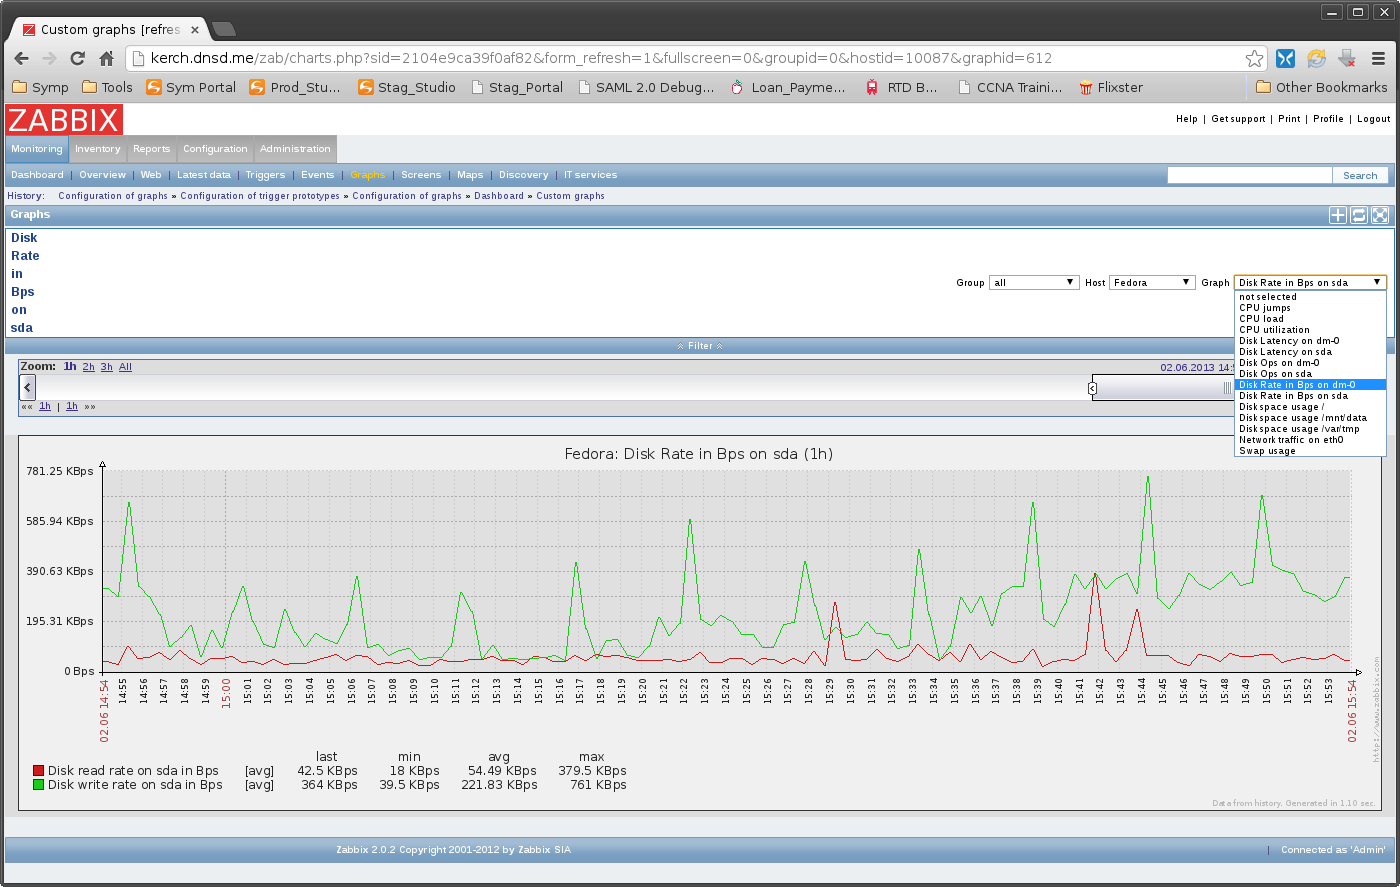 Custom graphs [refres
kerch.dnsd.me/zab/charts.php?sid=2104e9ca39f0af82&form_refresh=1&fullscreen=0&groupid=0&hostid=10087&graphid=612
Symp Tools Sym Portal Prod_Stu... Stag_Studio Stag_Portal SAML 2.0 Debug... Loan_Payme... RTD B... CCNA Traini... Flixster Other Bookmarks
ZABBIX
Help | Get support | Print | Profile | Logout
Monitoring Inventory Reports Configuration Administration
Dashboard | Overview | Web | Latest data | Triggers | Events | Graphs | Screens | Maps | Discovery | IT services Search
History: Configuration of graphs » Configuration of trigger prototypes » Configuration of graphs » Dashboard » Custom graphs
Graphs
Disk
Rate
in
Bps
on
sda
Group all Host Fedora Graph Disk Rate in Bps on sda
not selected
CPU jumps
CPU load
CPU utilization
Disk Latency on dm-0
Disk Latency on sda
Disk Ops on dm-0
Disk Ops on sda
Disk Rate in Bps on dm-0
Disk Rate in Bps on sda
Disk space usage /
Disk space usage /mnt/data
Disk space usage /var/tmp
Network traffic on eth0
Swap usage
Filter
Zoom: 1h 2h 3h All
02.06.2013 14:5
«« 1h | 1h »»
Fedora: Disk Rate in Bps on sda (1h)
781.25 KBps
585.94 KBps
390.63 KBps
195.31 KBps
0 Bps
02.06 14:54 14:55 14:56 14:57 14:58 14:59 15:00 15:01 15:02 15:03 15:04 15:05 15:06 15:07 15:08 15:09 15:10 15:11 15:12 15:13 15:14 15:15 15:16 15:17 15:18 15:19 15:20 15:21 15:22 15:23 15:24 15:25 15:26 15:27 15:28 15:29 15:30 15:31 15:32 15:33 15:34 15:35 15:36 15:37 15:38 15:39 15:40 15:41 15:42 15:43 15:44 15:45 15:46 15:47 15:48 15:49 15:50 15:51 15:52 15:53 02.06 15:54
http://www.zabbix.com
last min avg max
Disk read rate on sda in Bps [avg] 42.5 KBps 18 KBps 54.49 KBps 379.5 KBps
Disk write rate on sda in Bps [avg] 364 KBps 39.5 KBps 221.83 KBps 761 KBps
Data from history. Generated in 1.10 sec.
Zabbix 2.0.2 Copyright 2001-2012 by Zabbix SIA
| Connected as 'Admin'